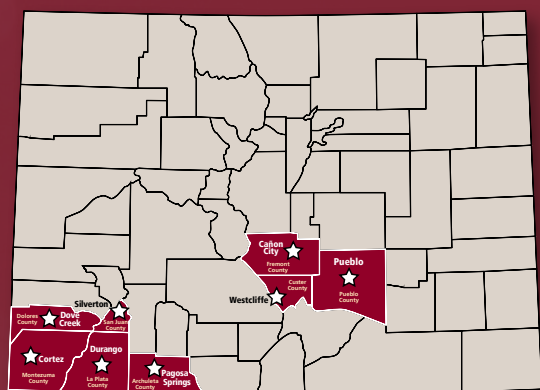 Cañon
City
Fremont
County
Pueblo
Pueblo
County
Custer
County
Westcliffe
Silverton
San Juan
County
Dolores
County
Dove
Creek
Cortez
Montezuma
County
Durango
La Plata
County
Pagosa
Springs
Archuleta
County